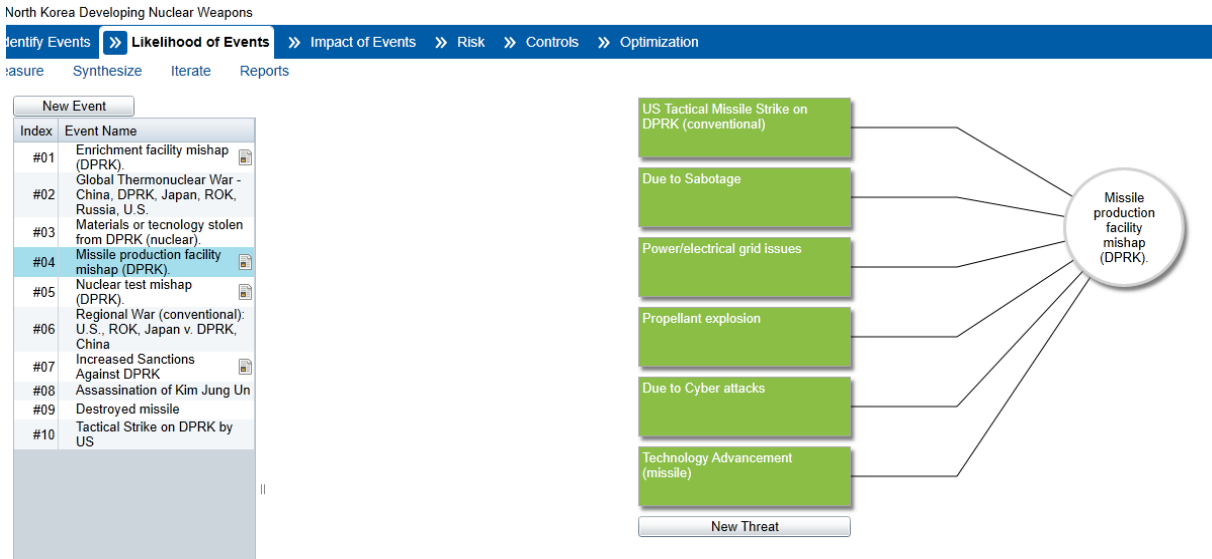 North Korea Developing Nuclear Weapons
dentify Events » Likelihood of Events » Impact of Events » Risk » Controls » Optimization
easure Synthesize Iterate Reports
New Event
Index Event Name
#01 Enrichment facility mishap
(DPRK).
#02 Global Thermonuclear War -
China, DPRK, Japan, ROK,
Russia, U.S.
#03 Materials or tecnology stolen
from DPRK (nuclear).
#04 Missile production facility
mishap (DPRK).
#05 Nuclear test mishap
(DPRK).
#06 Regional War (conventional):
U.S., ROK, Japan v. DPRK,
China
#07 Increased Sanctions
Against DPRK
#08 Assassination of Kim Jung Un
#09 Destroyed missile
#10 Tactical Strike on DPRK by
US
US Tactical Missile Strike on
DPRK (conventional)
Due to Sabotage
Power/electrical grid issues
Propellant explosion
Due to Cyber attacks
Technology Advancement
(missile)
New Threat
Missile
production
facility
mishap
(DPRK).